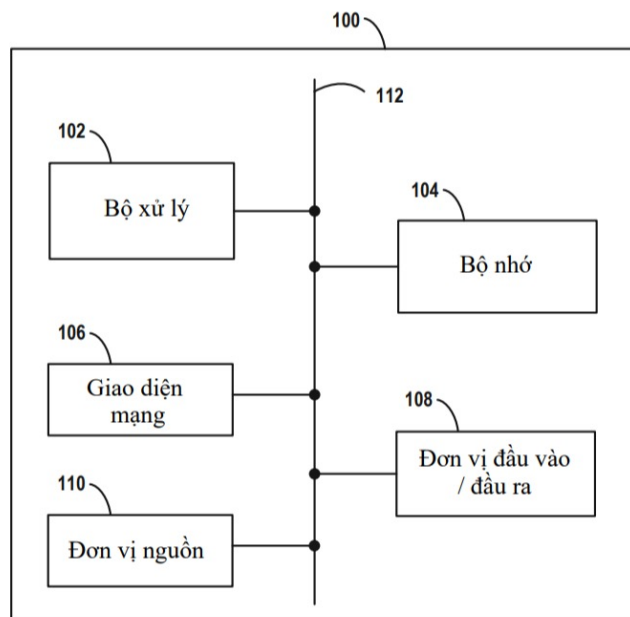 100
112
102
Bộ xử lý
104
Bộ nhớ
106
Giao diện
mạng
108
Đơn vị đầu vào
/ đầu ra
110
Đơn vị nguồn